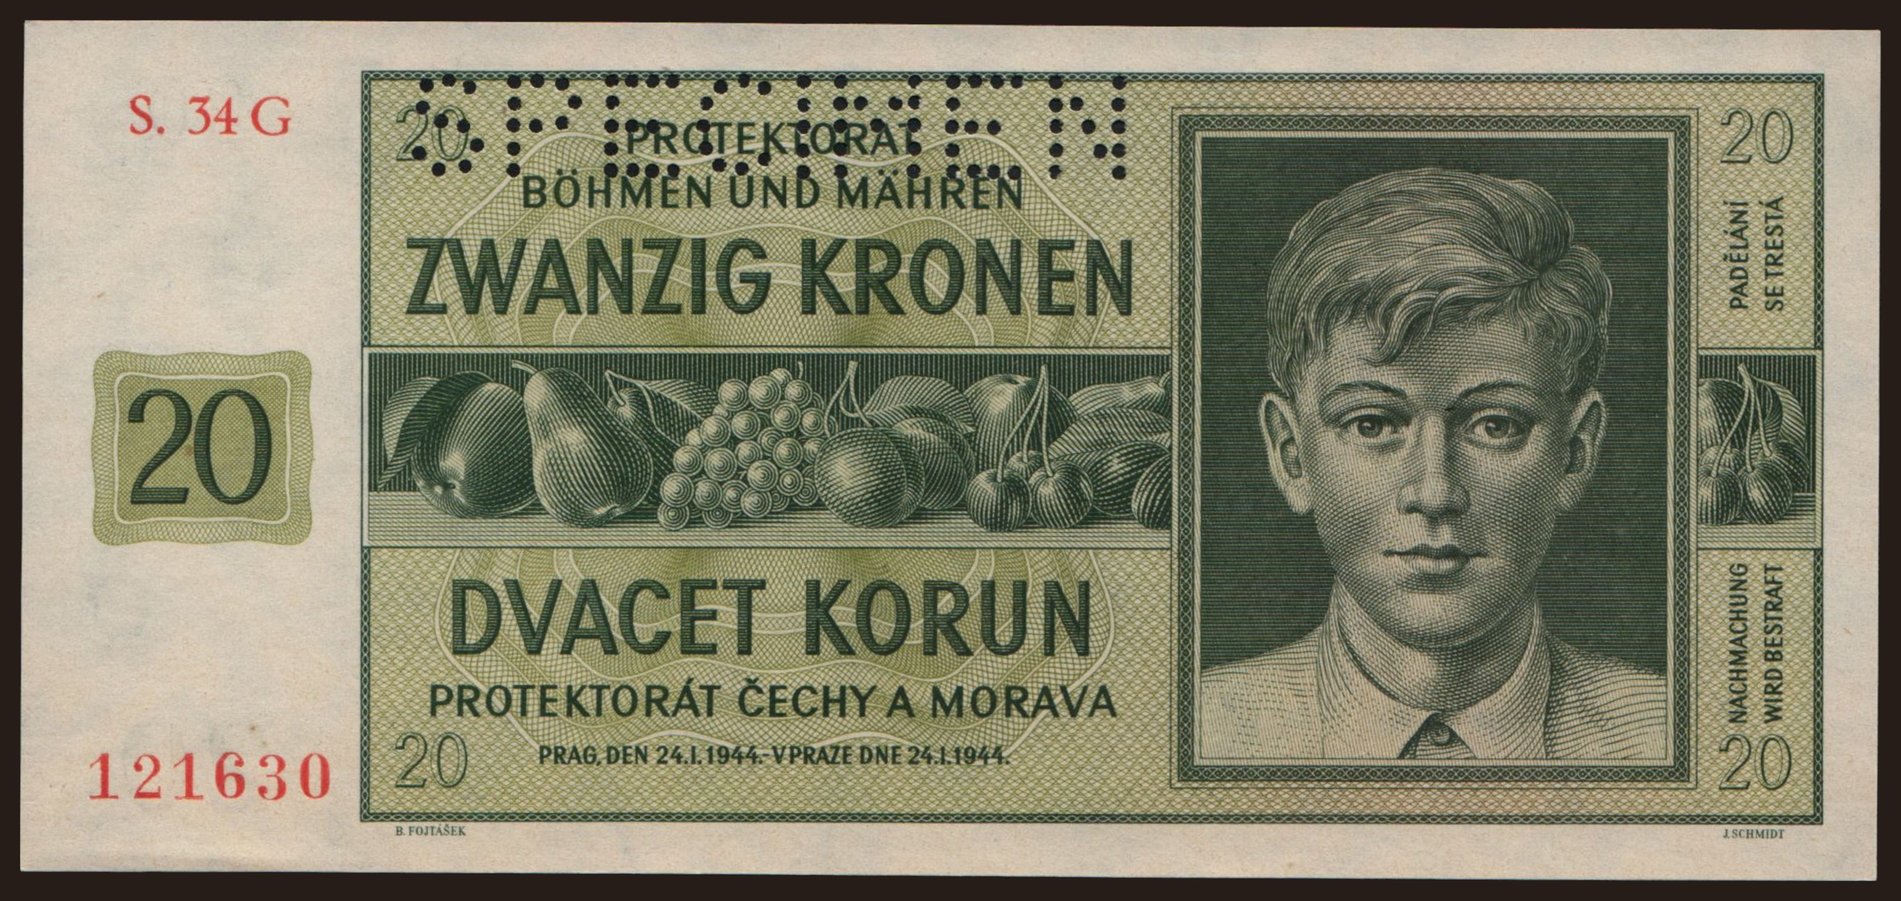 S. 34 G
SPECIMEN
20
20
PROTEKTORAT
BÖHMEN UND MÄHREN
ZWANZIG KRONEN
PADĚLÁNÍ
SE TRESTÁ
20
DVACET KORUN
PROTEKTORÁT ČECHY A MORAVA
NACHMACHUNG
WIRD BESTRAFT
121630
20
PRAG, DEN 24.I.1944.-V PRAZE DNE 24.I.1944.
20
B. FOJTÁŠEK
J. SCHMIDT